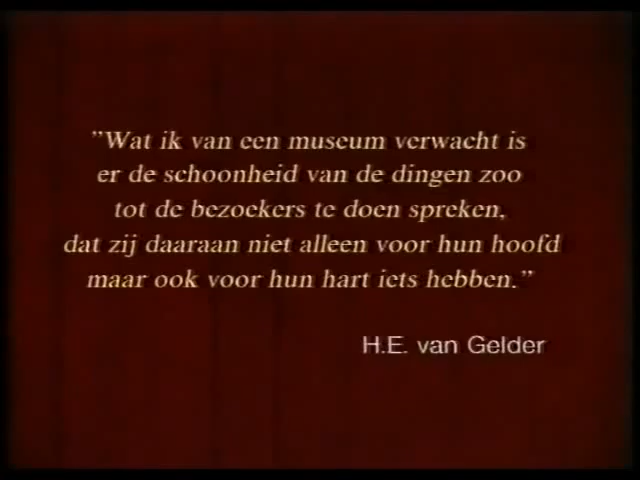 ”Wat ik van een museum verwacht is
er de schoonheid van de dingen zoo
tot de bezoekers te doen spreken,
dat zij daaraan niet alleen voor hun hoofd
maar ook voor hun hart iets hebben.”
H.E. van Gelder